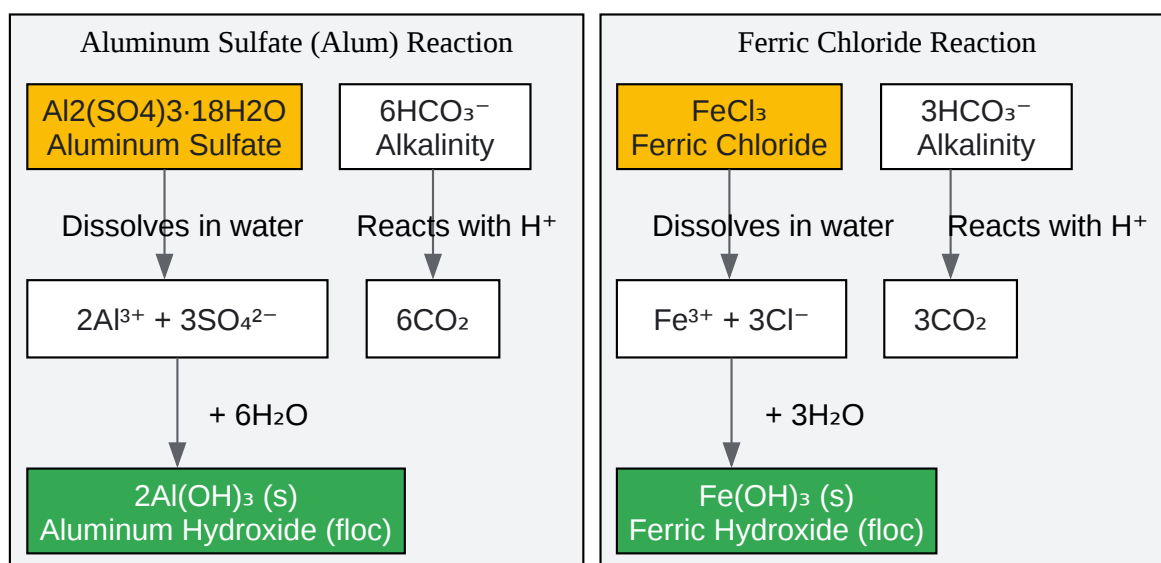 Aluminum Sulfate (Alum) Reaction
Al2(SO4)3·18H2O
Aluminum Sulfate
6HCO₃⁻
Alkalinity
Dissolves in water
Reacts with H⁺
2Al³⁺ + 3SO₄²⁻
6CO₂
+ 6H₂O
2Al(OH)₃ (s)
Aluminum Hydroxide (floc)
Ferric Chloride Reaction
FeCl₃
Ferric Chloride
3HCO₃⁻
Alkalinity
Dissolves in water
Reacts with H⁺
Fe³⁺ + 3Cl⁻
3CO₂
+ 3H₂O
Fe(OH)₃ (s)
Ferric Hydroxide (floc)